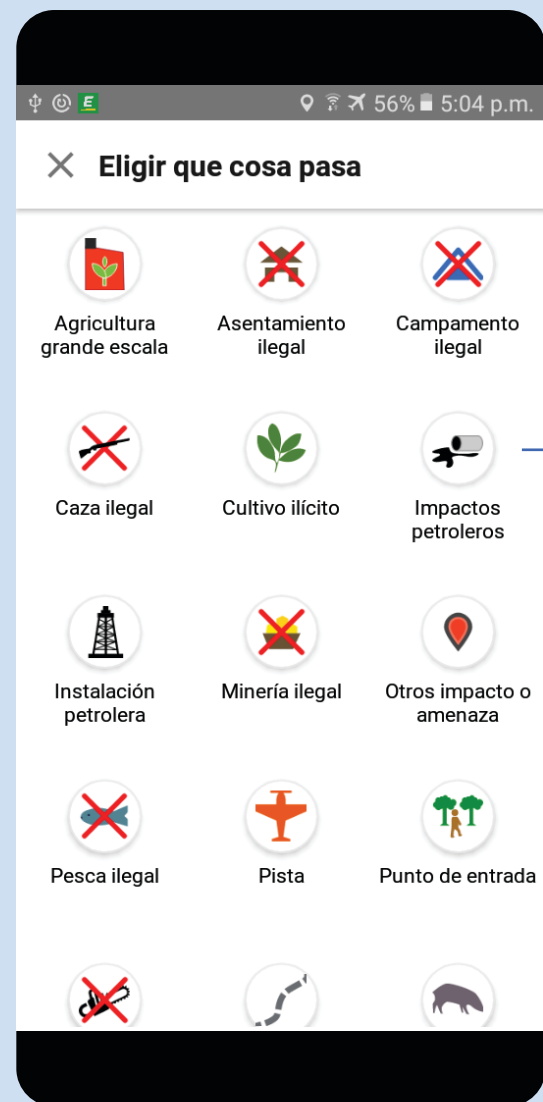 E
56% 5:04 p.m.
Eligir que cosa pasa
Agricultura
grande escala
Asentamiento
ilegal
Campamento
ilegal
Caza ilegal
Cultivo ilícito
Impactos
petroleros
Instalación
petrolera
Minería ilegal
Otros impacto o
amenaza
Pesca ilegal
Pista
Punto de entrada